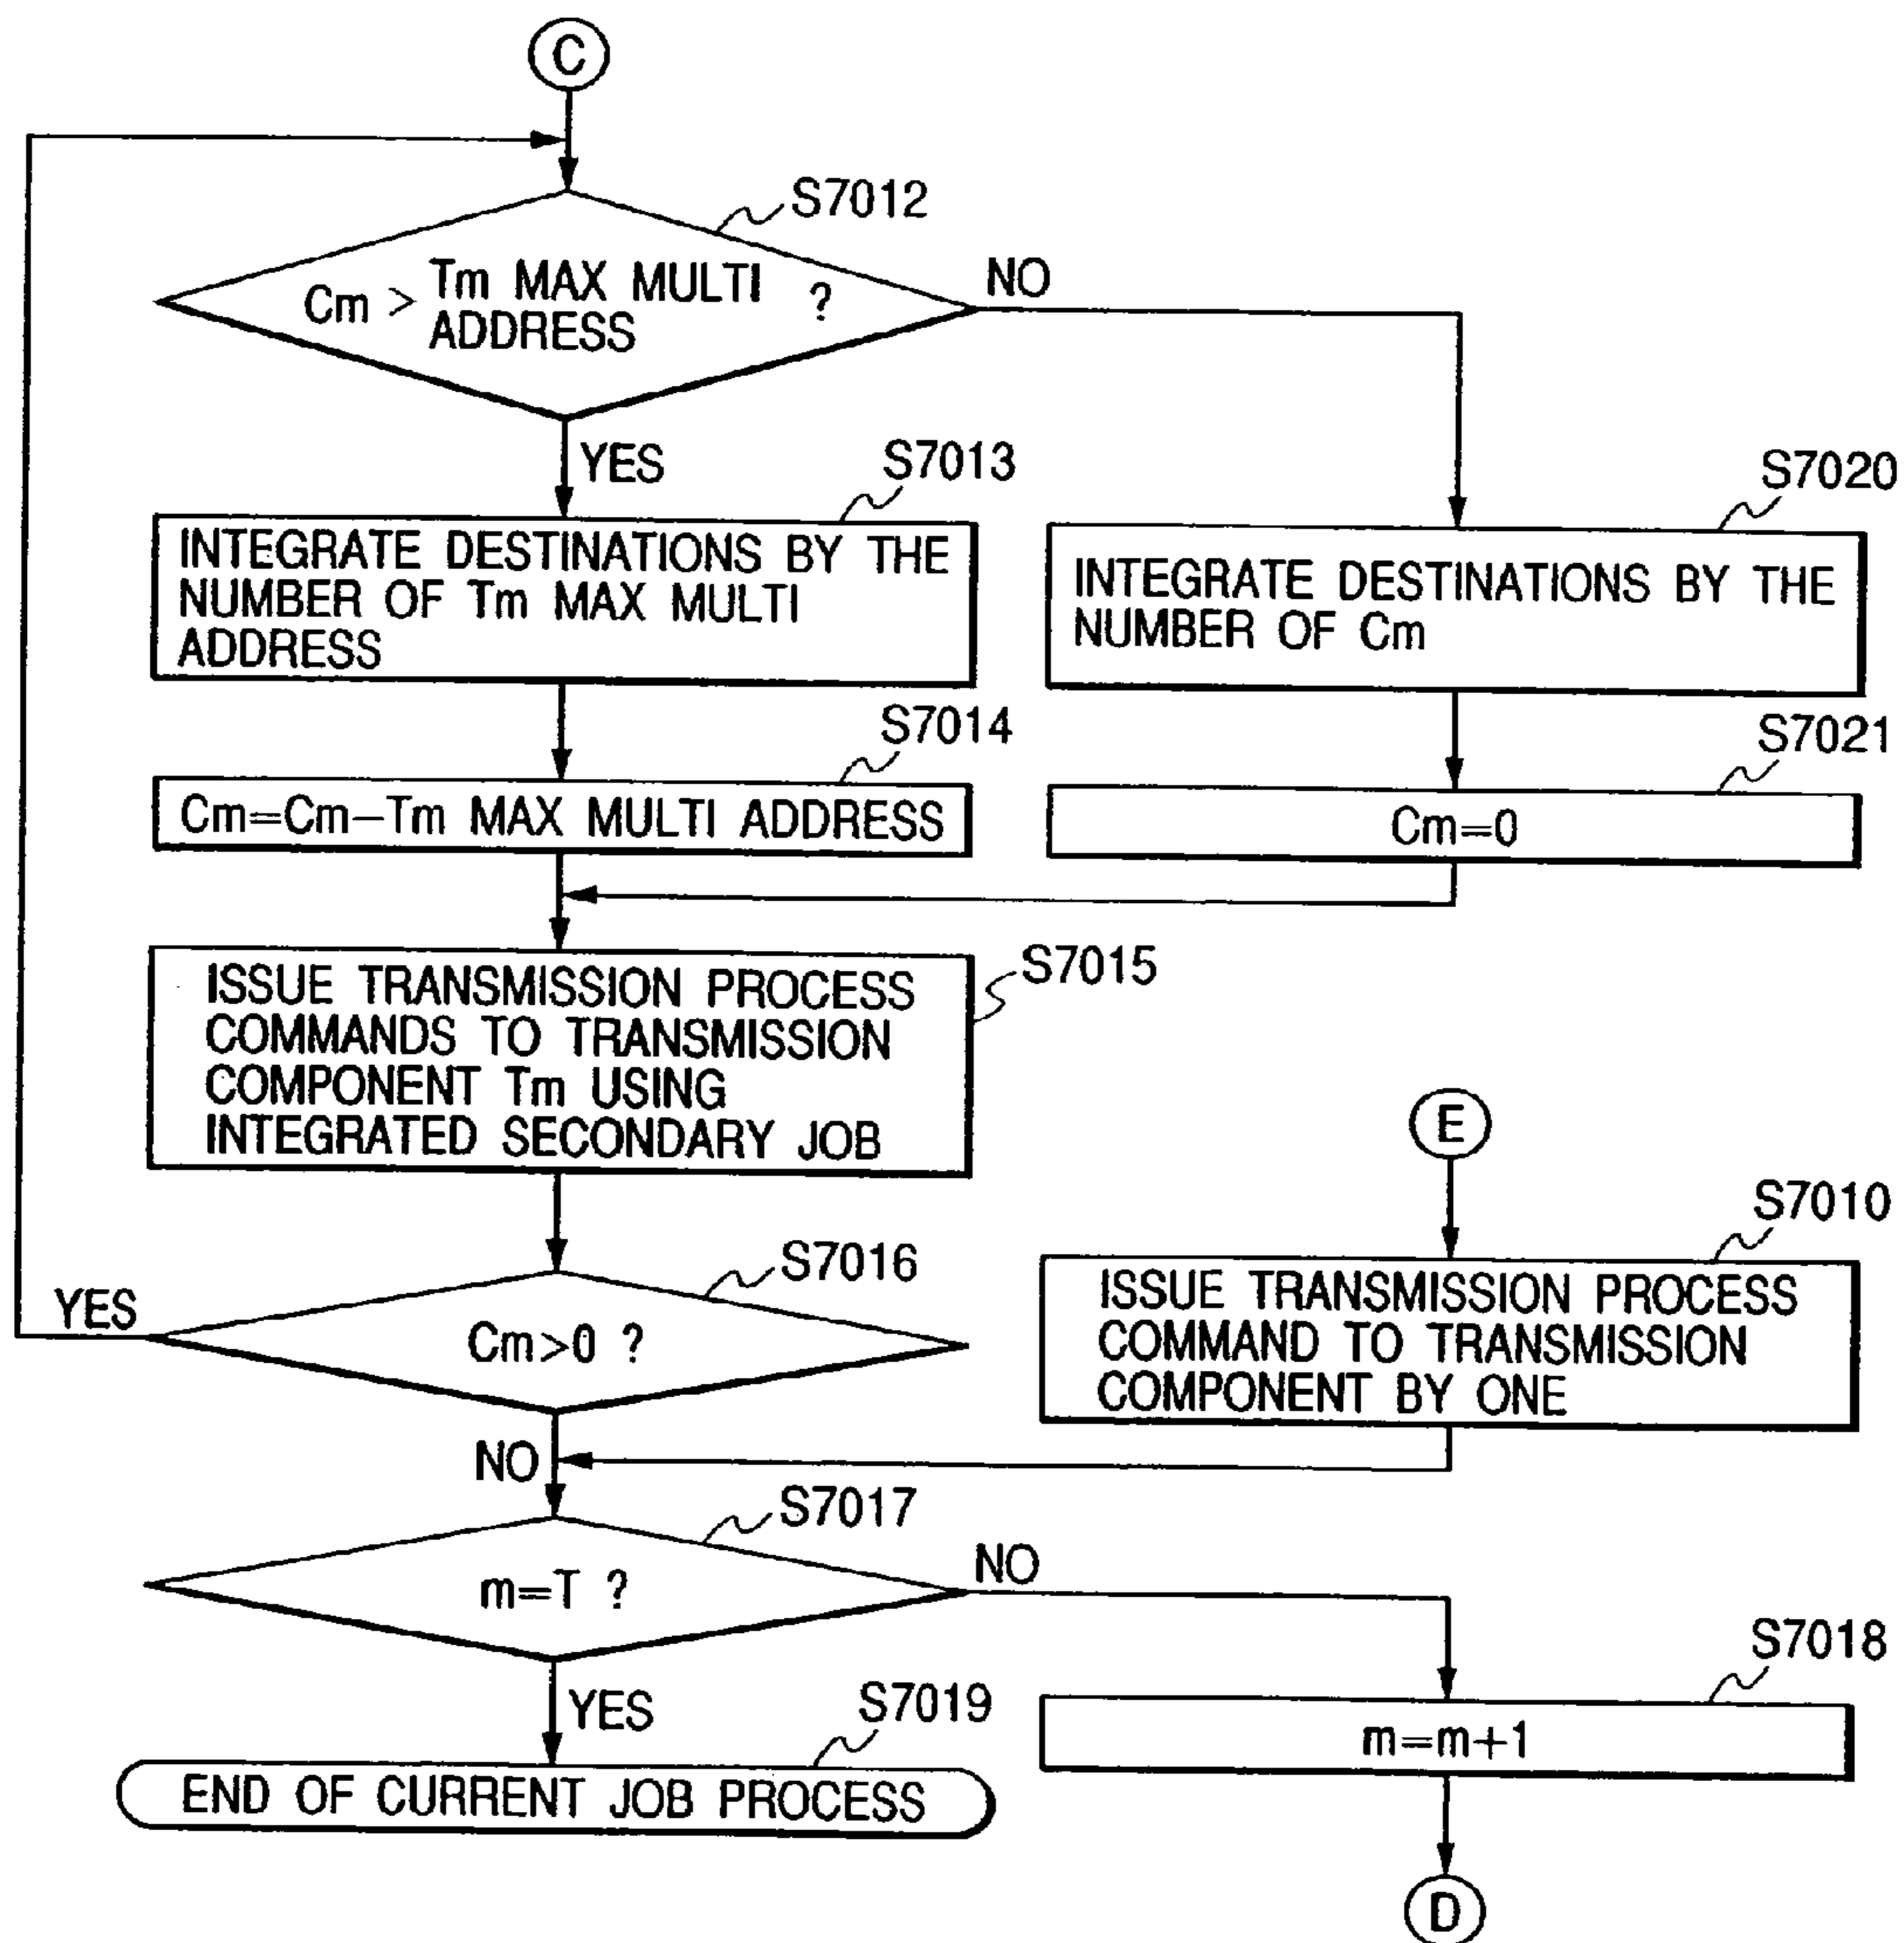 C
S7012
Cm > Tm MAX MULTI
ADDRESS ?
NO
YES
S7013
INTEGRATE DESTINATIONS BY THE
NUMBER OF Tm MAX MULTI
ADDRESS
S7020
INTEGRATE DESTINATIONS BY THE
NUMBER OF Cm
S7014
Cm=Cm−Tm MAX MULTI ADDRESS
S7021
Cm=0
S7015
ISSUE TRANSMISSION PROCESS
COMMANDS TO TRANSMISSION
COMPONENT Tm USING
INTEGRATED SECONDARY JOB
E
S7010
ISSUE TRANSMISSION PROCESS
COMMAND TO TRANSMISSION
COMPONENT BY ONE
S7016
YES
Cm>0 ?
NO
S7017
m=T ?
NO
S7018
m=m+1
YES
S7019
END OF CURRENT JOB PROCESS
D